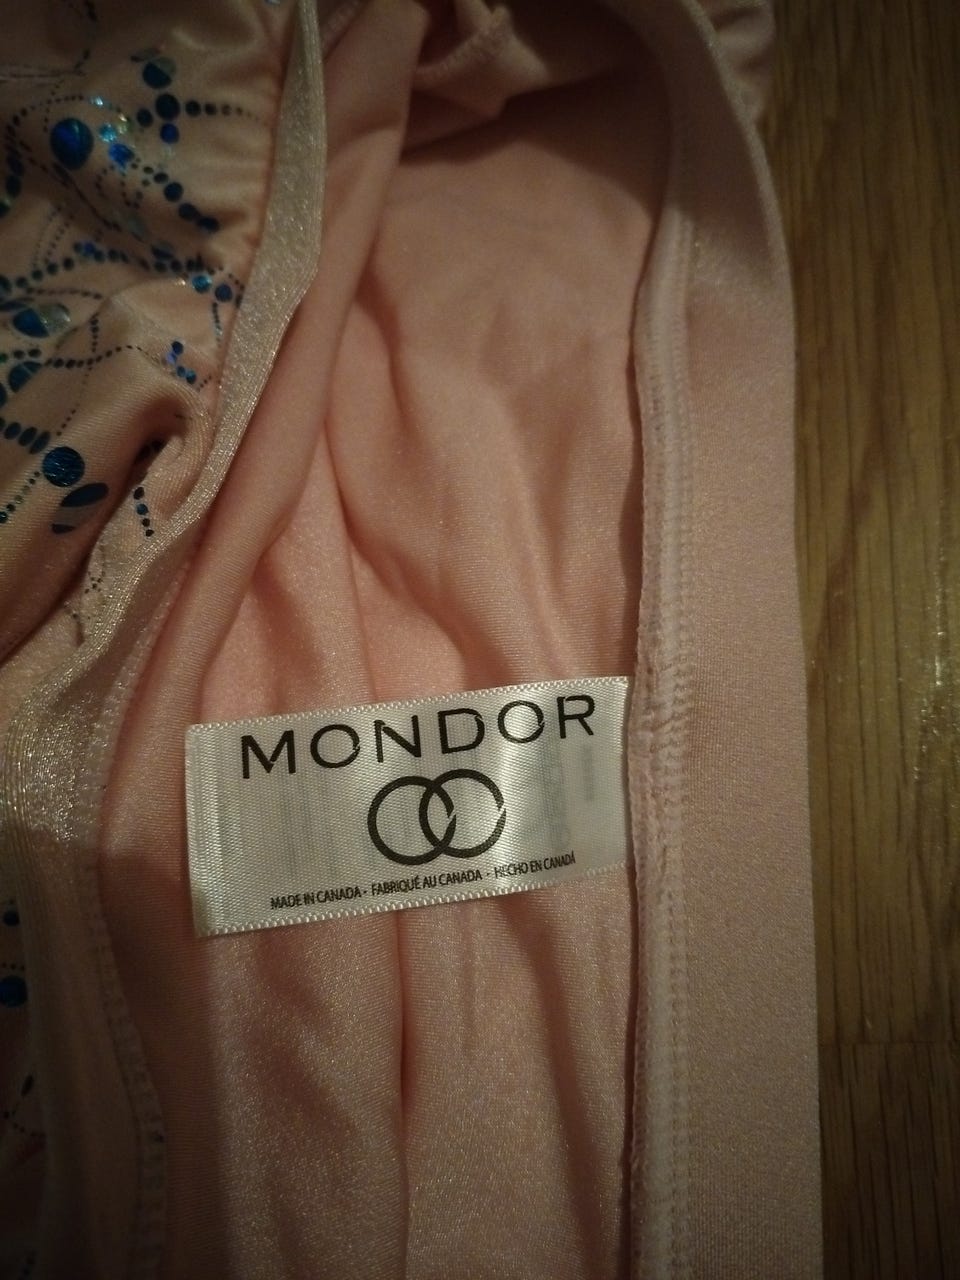 MONDOR
MADE IN CANADA · FABRIQUÉ AU CANADA · HECHO EN CANADÁ